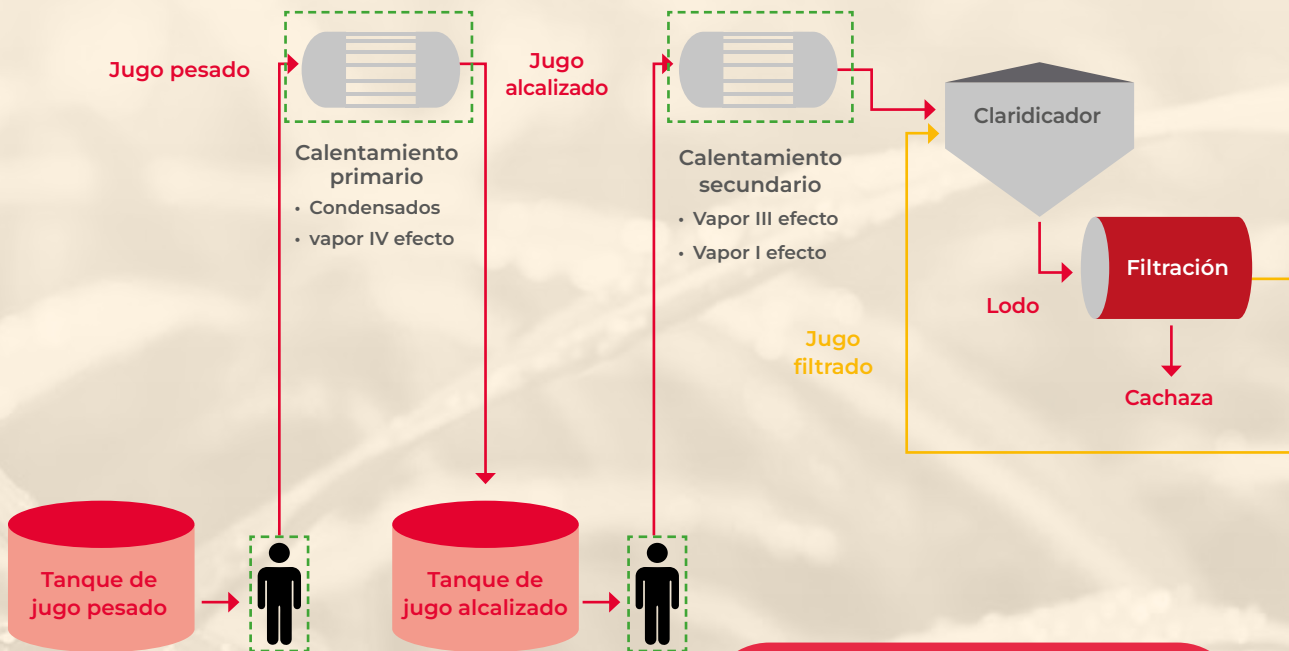 Jugo pesado
Calentamiento
primario
• Condensados
• vapor IV efecto
Jugo
alcalizado
Calentamiento
secundario
• Vapor III efecto
• Vapor I efecto
Claridicador
Filtración
Lodo
Jugo
filtrado
Cachaza
Tanque de
jugo pesado
Tanque de
jugo alcalizado